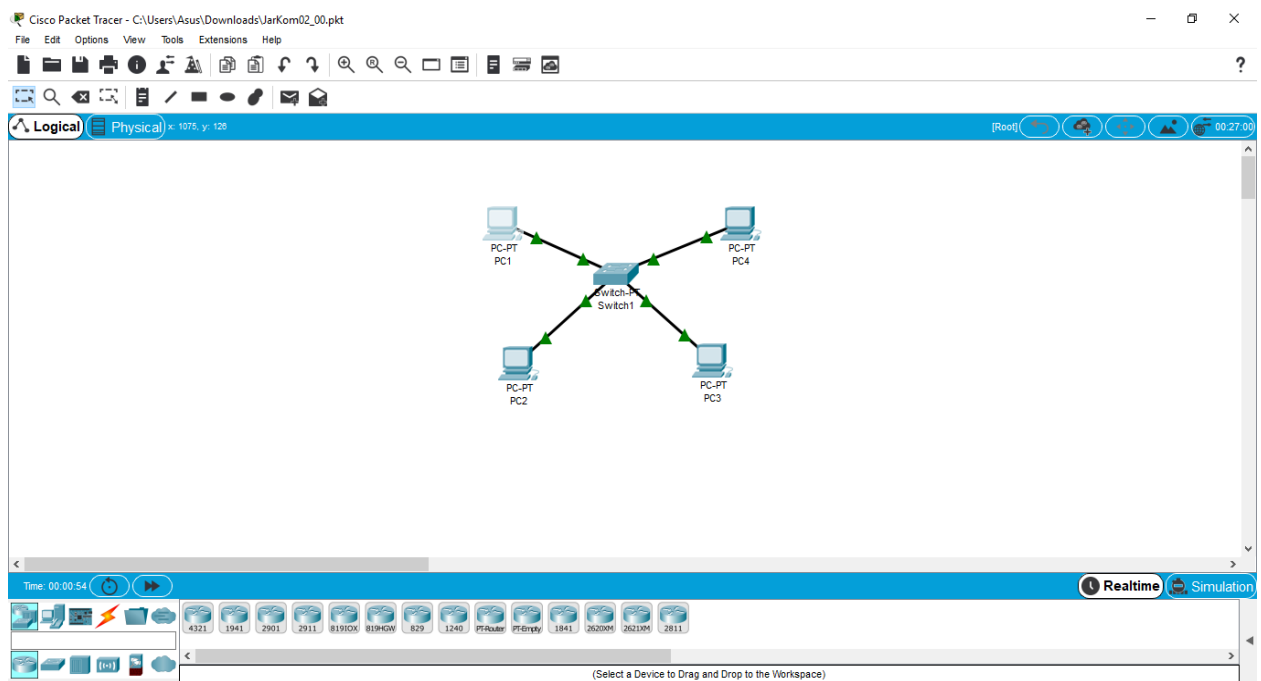 Cisco Packet Tracer - C:\Users\Asus\Downloads\JarKom02_00.pkt
File Edit Options View Tools Extensions Help
?
Logical Physical x: 1075, y: 126 [Root] 00:27:00
PC-PT
PC1
PC-PT
PC4
Switch-PT
Switch1
PC-PT
PC2
PC-PT
PC3
Time: 00:00:54 Realtime Simulation
4321 1941 2901 2911 819IOX 819HGW 829 1240 PT-Router PT-Empty 1841 2620XM 2621XM 2811
(Select a Device to Drag and Drop to the Workspace)